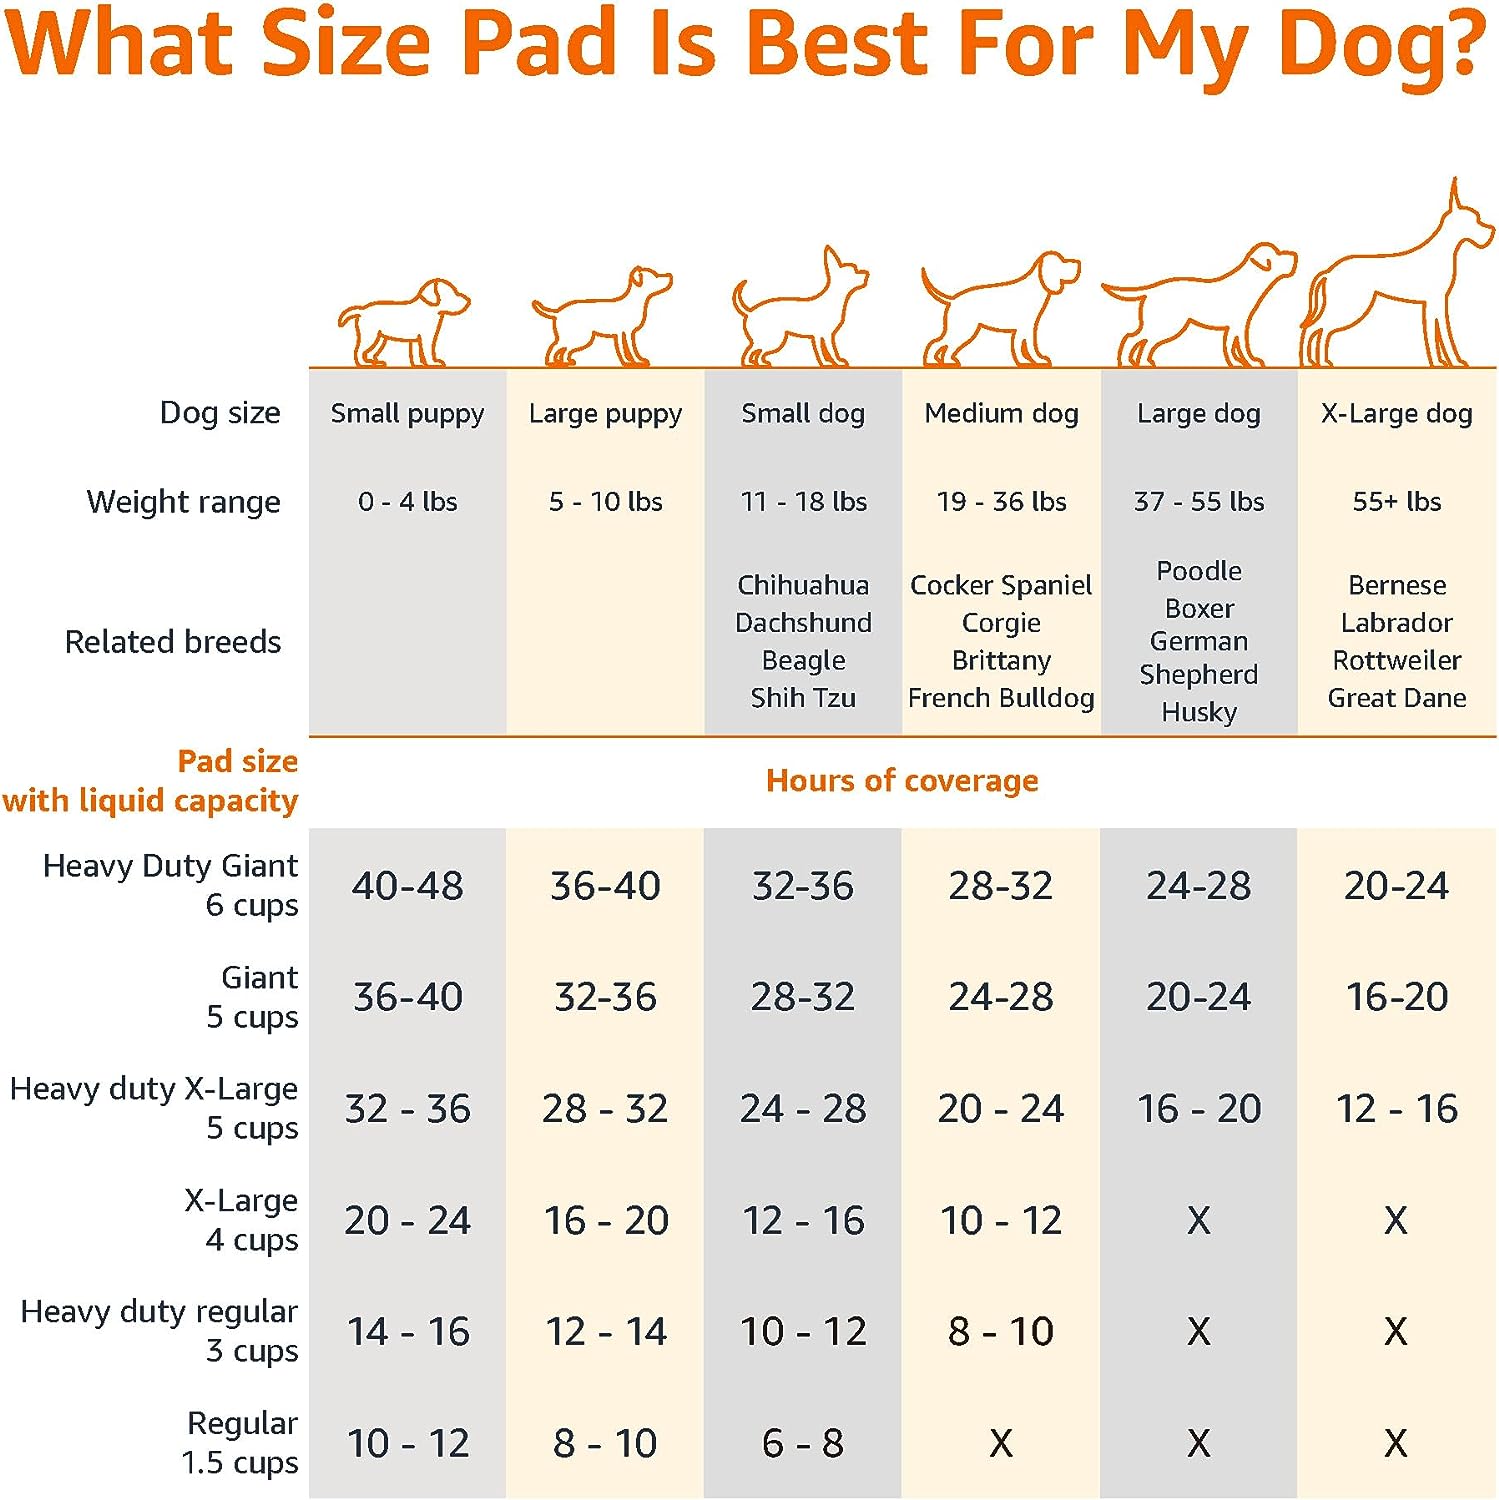 What Size Pad Is Best For My Dog?
Dog size Small puppy Large puppy Small dog Medium dog Large dog X-Large dog
Weight range 0 - 4 lbs 5 - 10 lbs 11 - 18 lbs 19 - 36 lbs 37 - 55 lbs 55+ lbs
Related breeds
Chihuahua
Dachshund
Beagle
Shih Tzu
Cocker Spaniel
Corgie
Brittany
French Bulldog
Poodle
Boxer
German
Shepherd
Husky
Bernese
Labrador
Rottweiler
Great Dane
Pad size
with liquid capacity
Hours of coverage
Heavy Duty Giant
6 cups
40-48 36-40 32-36 28-32 24-28 20-24
Giant
5 cups
36-40 32-36 28-32 24-28 20-24 16-20
Heavy duty X-Large
5 cups
32 - 36 28 - 32 24 - 28 20 - 24 16 - 20 12 - 16
X-Large
4 cups
20 - 24 16 - 20 12 - 16 10 - 12 X X
Heavy duty regular
3 cups
14 - 16 12 - 14 10 - 12 8 - 10 X X
Regular
1.5 cups
10 - 12 8 - 10 6 - 8 X X X